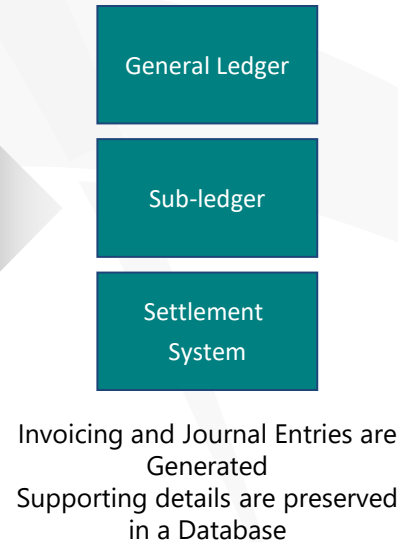 General Ledger
Sub-ledger
Settlement
System
Invoicing and Journal Entries are
Generated
Supporting details are preserved
in a Database